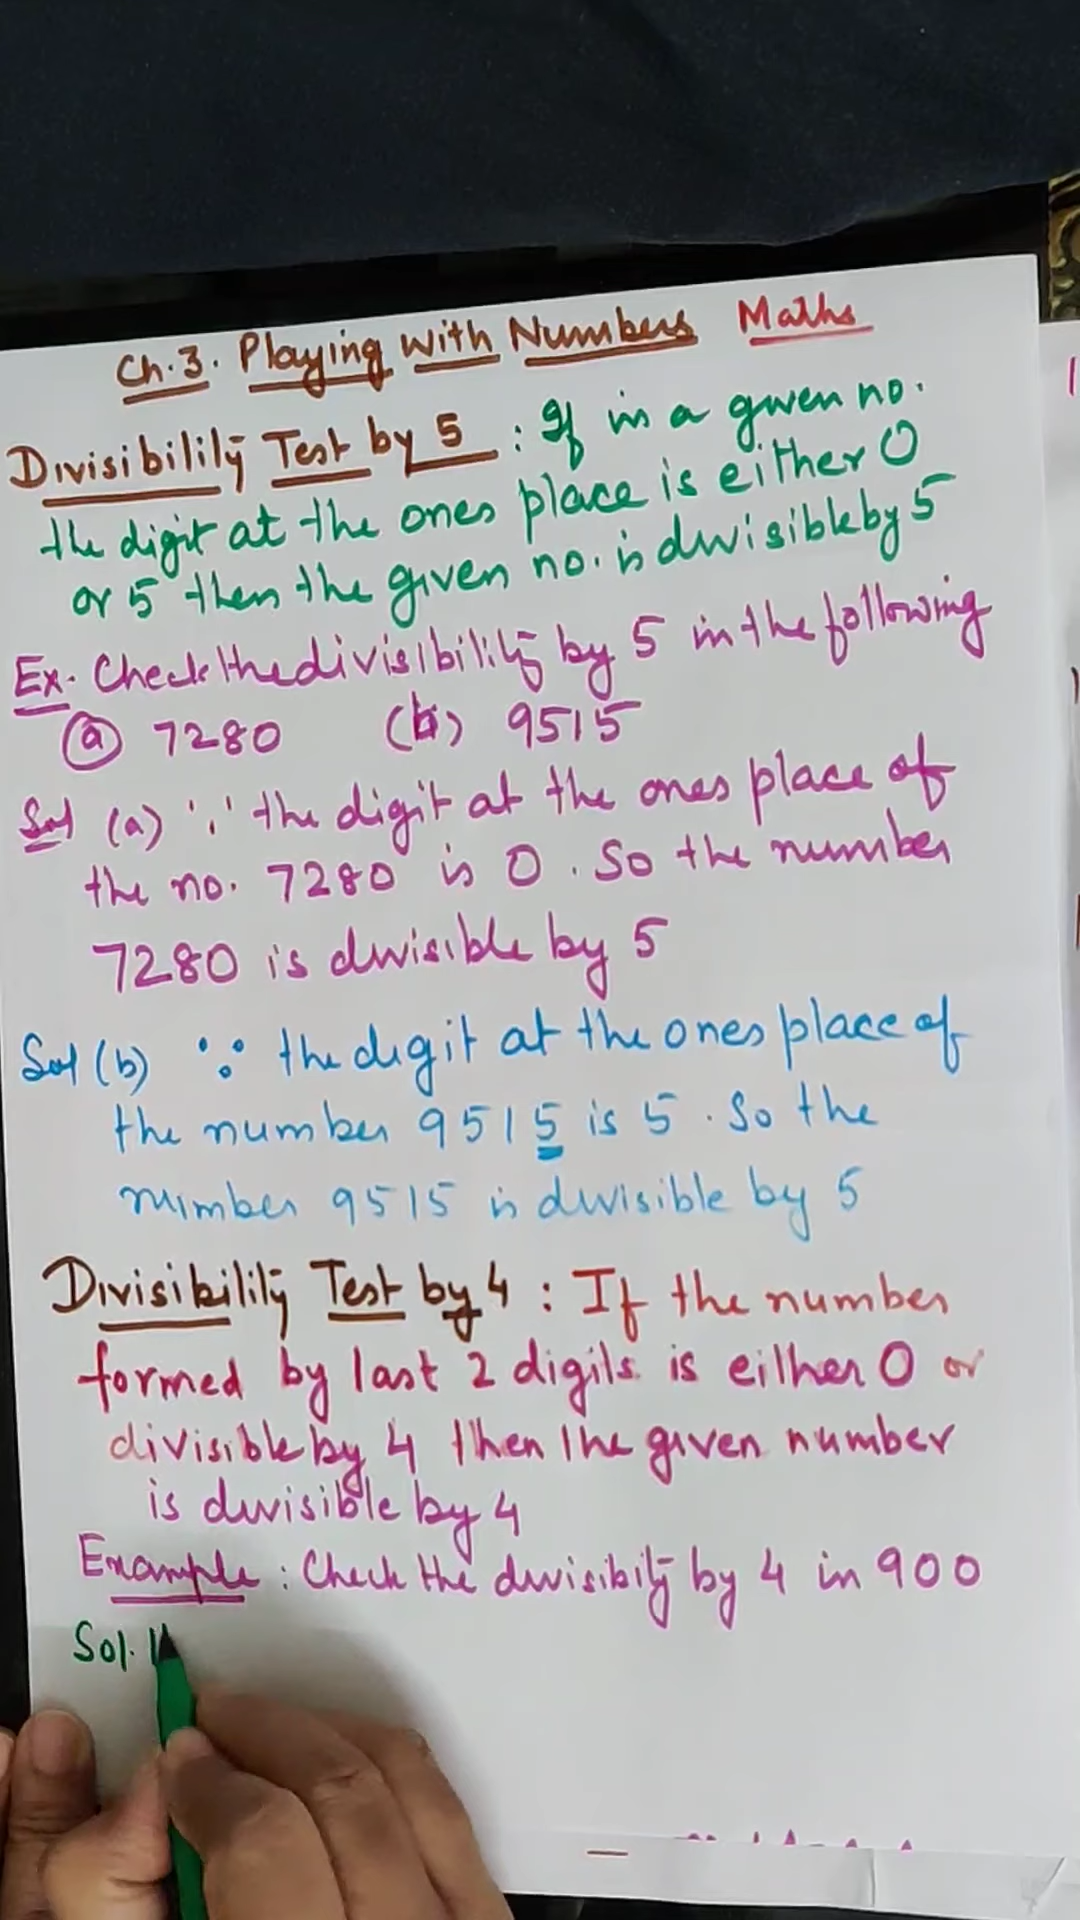 Ch.3. Playing With Numbers Maths
Divisibility Test by 5 : If in a given no.
the digit at the ones place is either 0
or 5 then the given no. is divisible by 5
Ex. Check the divisibility by 5 in the following
(a) 7280 (b) 9515
Sol (a) ∵ the digit at the ones place of
the no. 7280 is 0. So the number
7280 is divisible by 5
Sol (b) ∵ the digit at the ones place of
the number 9515 is 5. So the
number 9515 is divisible by 5
Divisibility Test by 4 : If the number
formed by last 2 digits is either 0 or
divisible by 4 then the given number
is divisible by 4
Example : Check the divisibity by 4 in 900
Sol.